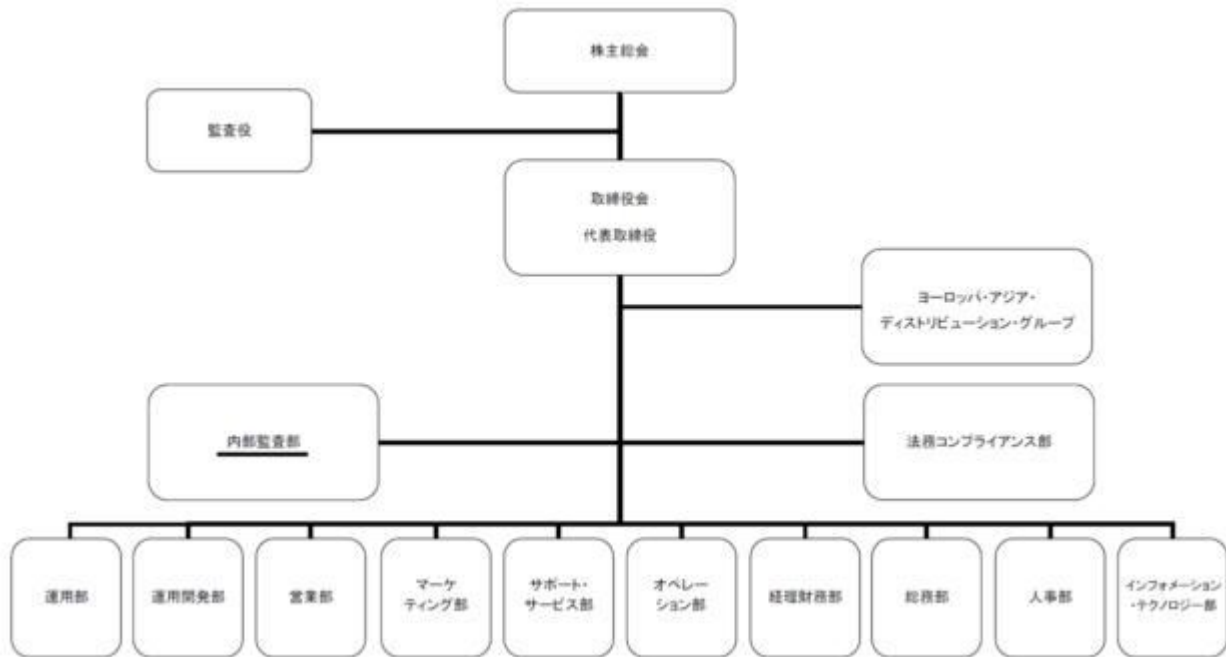 株主総会
監査役
取締役会
代表取締役
ヨーロッパ・アジア・
ディストリビューション・グループ
内部監査部
法務コンプライアンス部
運用部
運用開発部
営業部
マーケ
ティング部
サポート・
サービス部
オペレー
ション部
経理財務部
総務部
人事部
インフォメーション
・テクノロジー部